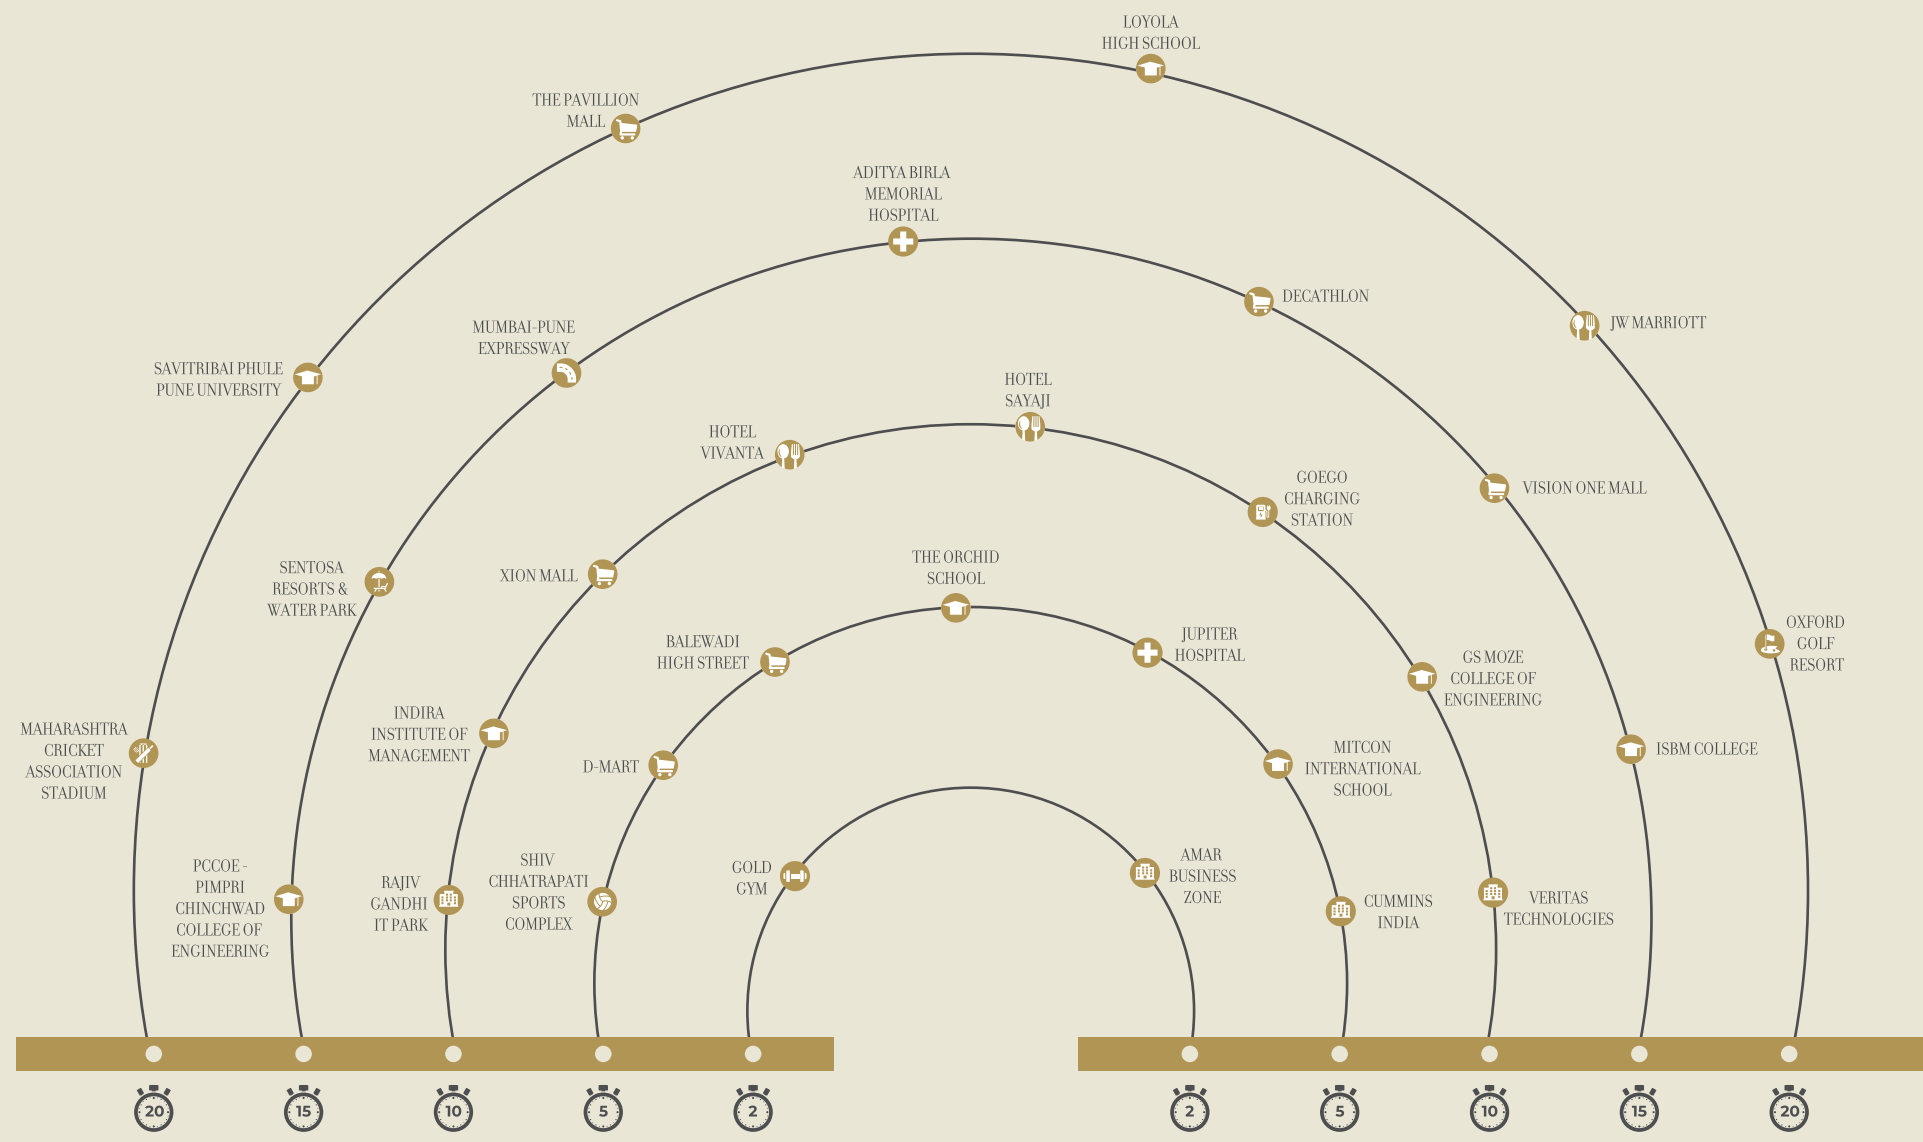 LOYOLA
HIGH SCHOOL
THE PAVILLION
MALL
ADITYA BIRLA
MEMORIAL
HOSPITAL
DECATHLON
MUMBAI-PUNE
EXPRESSWAY
JW MARRIOTT
SAVITRIBAI PHULE
PUNE UNIVERSITY
HOTEL
SAYAJI
HOTEL
VIVANTA
GOEGO
CHARGING
STATION
VISION ONE MALL
SENTOSA
RESORTS &
WATER PARK
XION MALL
THE ORCHID
SCHOOL
BALEWADI
HIGH STREET
JUPITER
HOSPITAL
GS MOZE
COLLEGE OF
ENGINEERING
OXFORD
GOLF
RESORT
MAHARASHTRA
CRICKET
ASSOCIATION
STADIUM
INDIRA
INSTITUTE OF
MANAGEMENT
D-MART
MITCON
INTERNATIONAL
SCHOOL
ISBM COLLEGE
PCCOE -
PIMPRI
CHINCHWAD
COLLEGE OF
ENGINEERING
RAJIV
GANDHI
IT PARK
SHIV
CHHATRAPATI
SPORTS
COMPLEX
GOLD
GYM
AMAR
BUSINESS
ZONE
CUMMINS
INDIA
VERITAS
TECHNOLOGIES
20 15 10 5 2 2 5 10 15 20